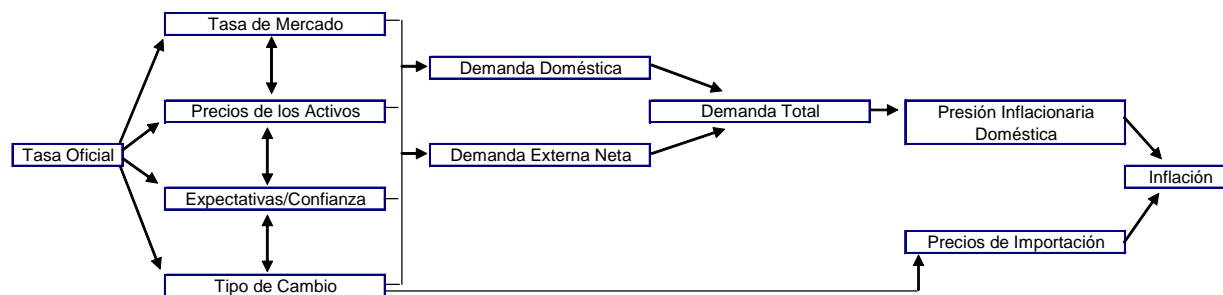 Tasa de Mercado
Demanda Doméstica
Precios de los Activos
Demanda Total
Presión Inflacionaria
Doméstica
Tasa Oficial
Demanda Externa Neta
Inflación
Expectativas/Confianza
Precios de Importación
Tipo de Cambio